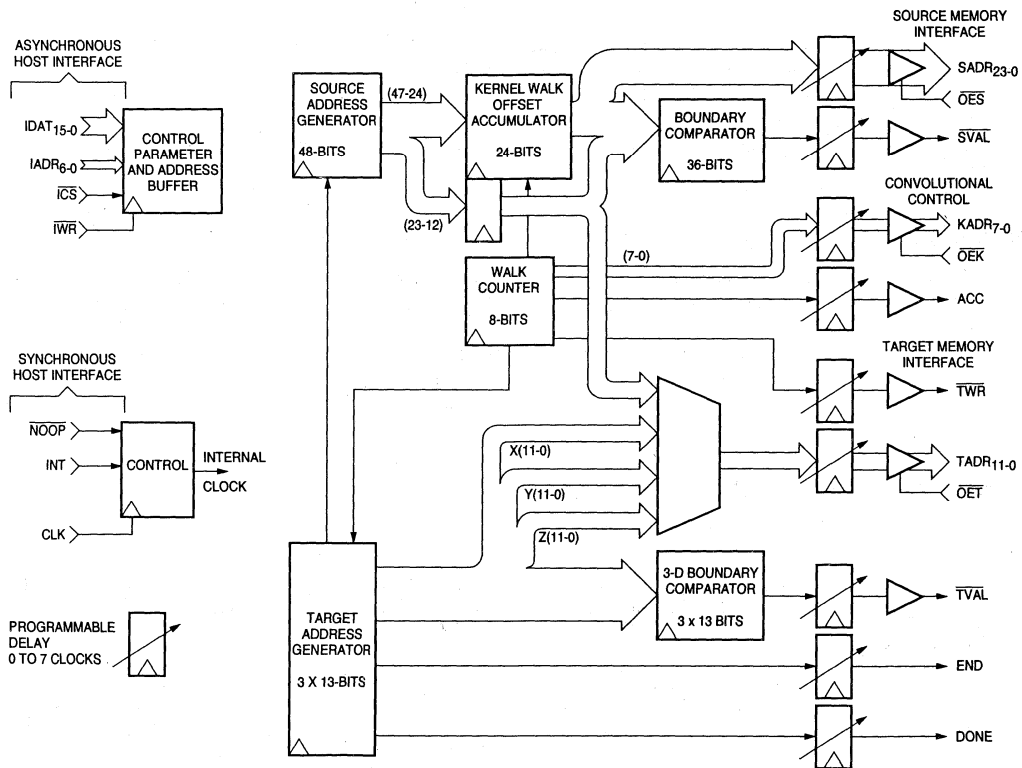 ASYNCHRONOUS
HOST INTERFACE
IDAT15-0
IADR6-0
ICS
IWR
CONTROL
PARAMETER
AND ADDRESS
BUFFER
SYNCHRONOUS
HOST INTERFACE
NOOP
INT
CLK
CONTROL
INTERNAL
CLOCK
PROGRAMMABLE
DELAY
0 TO 7 CLOCKS
SOURCE
ADDRESS
GENERATOR
48-BITS
(47-24)
(23-12)
KERNEL WALK
OFFSET
ACCUMULATOR
24-BITS
WALK
COUNTER
8-BITS
(7-0)
BOUNDARY
COMPARATOR
36-BITS
X(11-0)
Y(11-0)
Z(11-0)
TARGET
ADDRESS
GENERATOR
3 X 13-BITS
3-D BOUNDARY
COMPARATOR
3 x 13 BITS
SOURCE MEMORY
INTERFACE
SADR23-0
OES
SVAL
CONVOLUTIONAL
CONTROL
KADR7-0
OEK
ACC
TARGET MEMORY
INTERFACE
TWR
TADR11-0
OET
TVAL
END
DONE